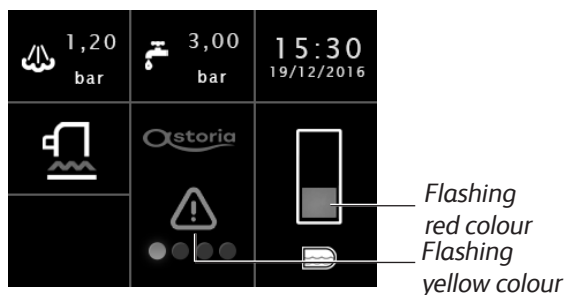 1,20
bar
3,00
bar
15:30
19/12/2016
astoria
Flashing
red colour
Flashing
yellow colour